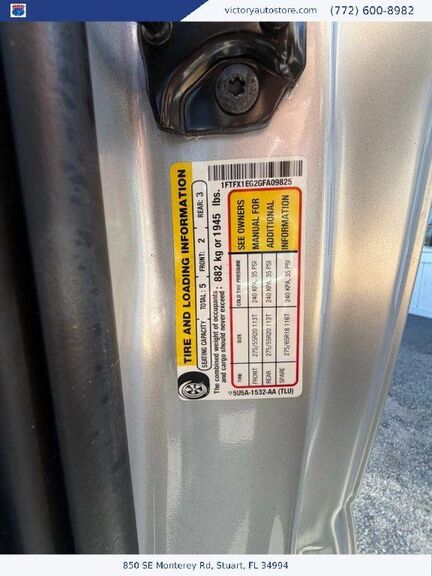 victoryautostore.com
(772) 600-8982
1FTFX1EG2GFA09825
TIRE AND LOADING INFORMATION
SEATING CAPACITY TOTAL: 5 FRONT: 2 REAR: 3
The combined weight of occupants
and cargo should never exceed: 882 kg or 1945 lbs.
TIRE SIZE COLD TIRE PRESSURE
FRONT 275/55R20 113T 240 KPA, 35 PSI
REAR 275/55R20 113T 240 KPA, 35 PSI
SPARE 275/65R18 116T 240 KPA, 35 PSI
SEE OWNERS
MANUAL FOR
ADDITIONAL
INFORMATION
5U5A-1532-AA (TLU)
850 SE Monterey Rd, Stuart, FL 34994